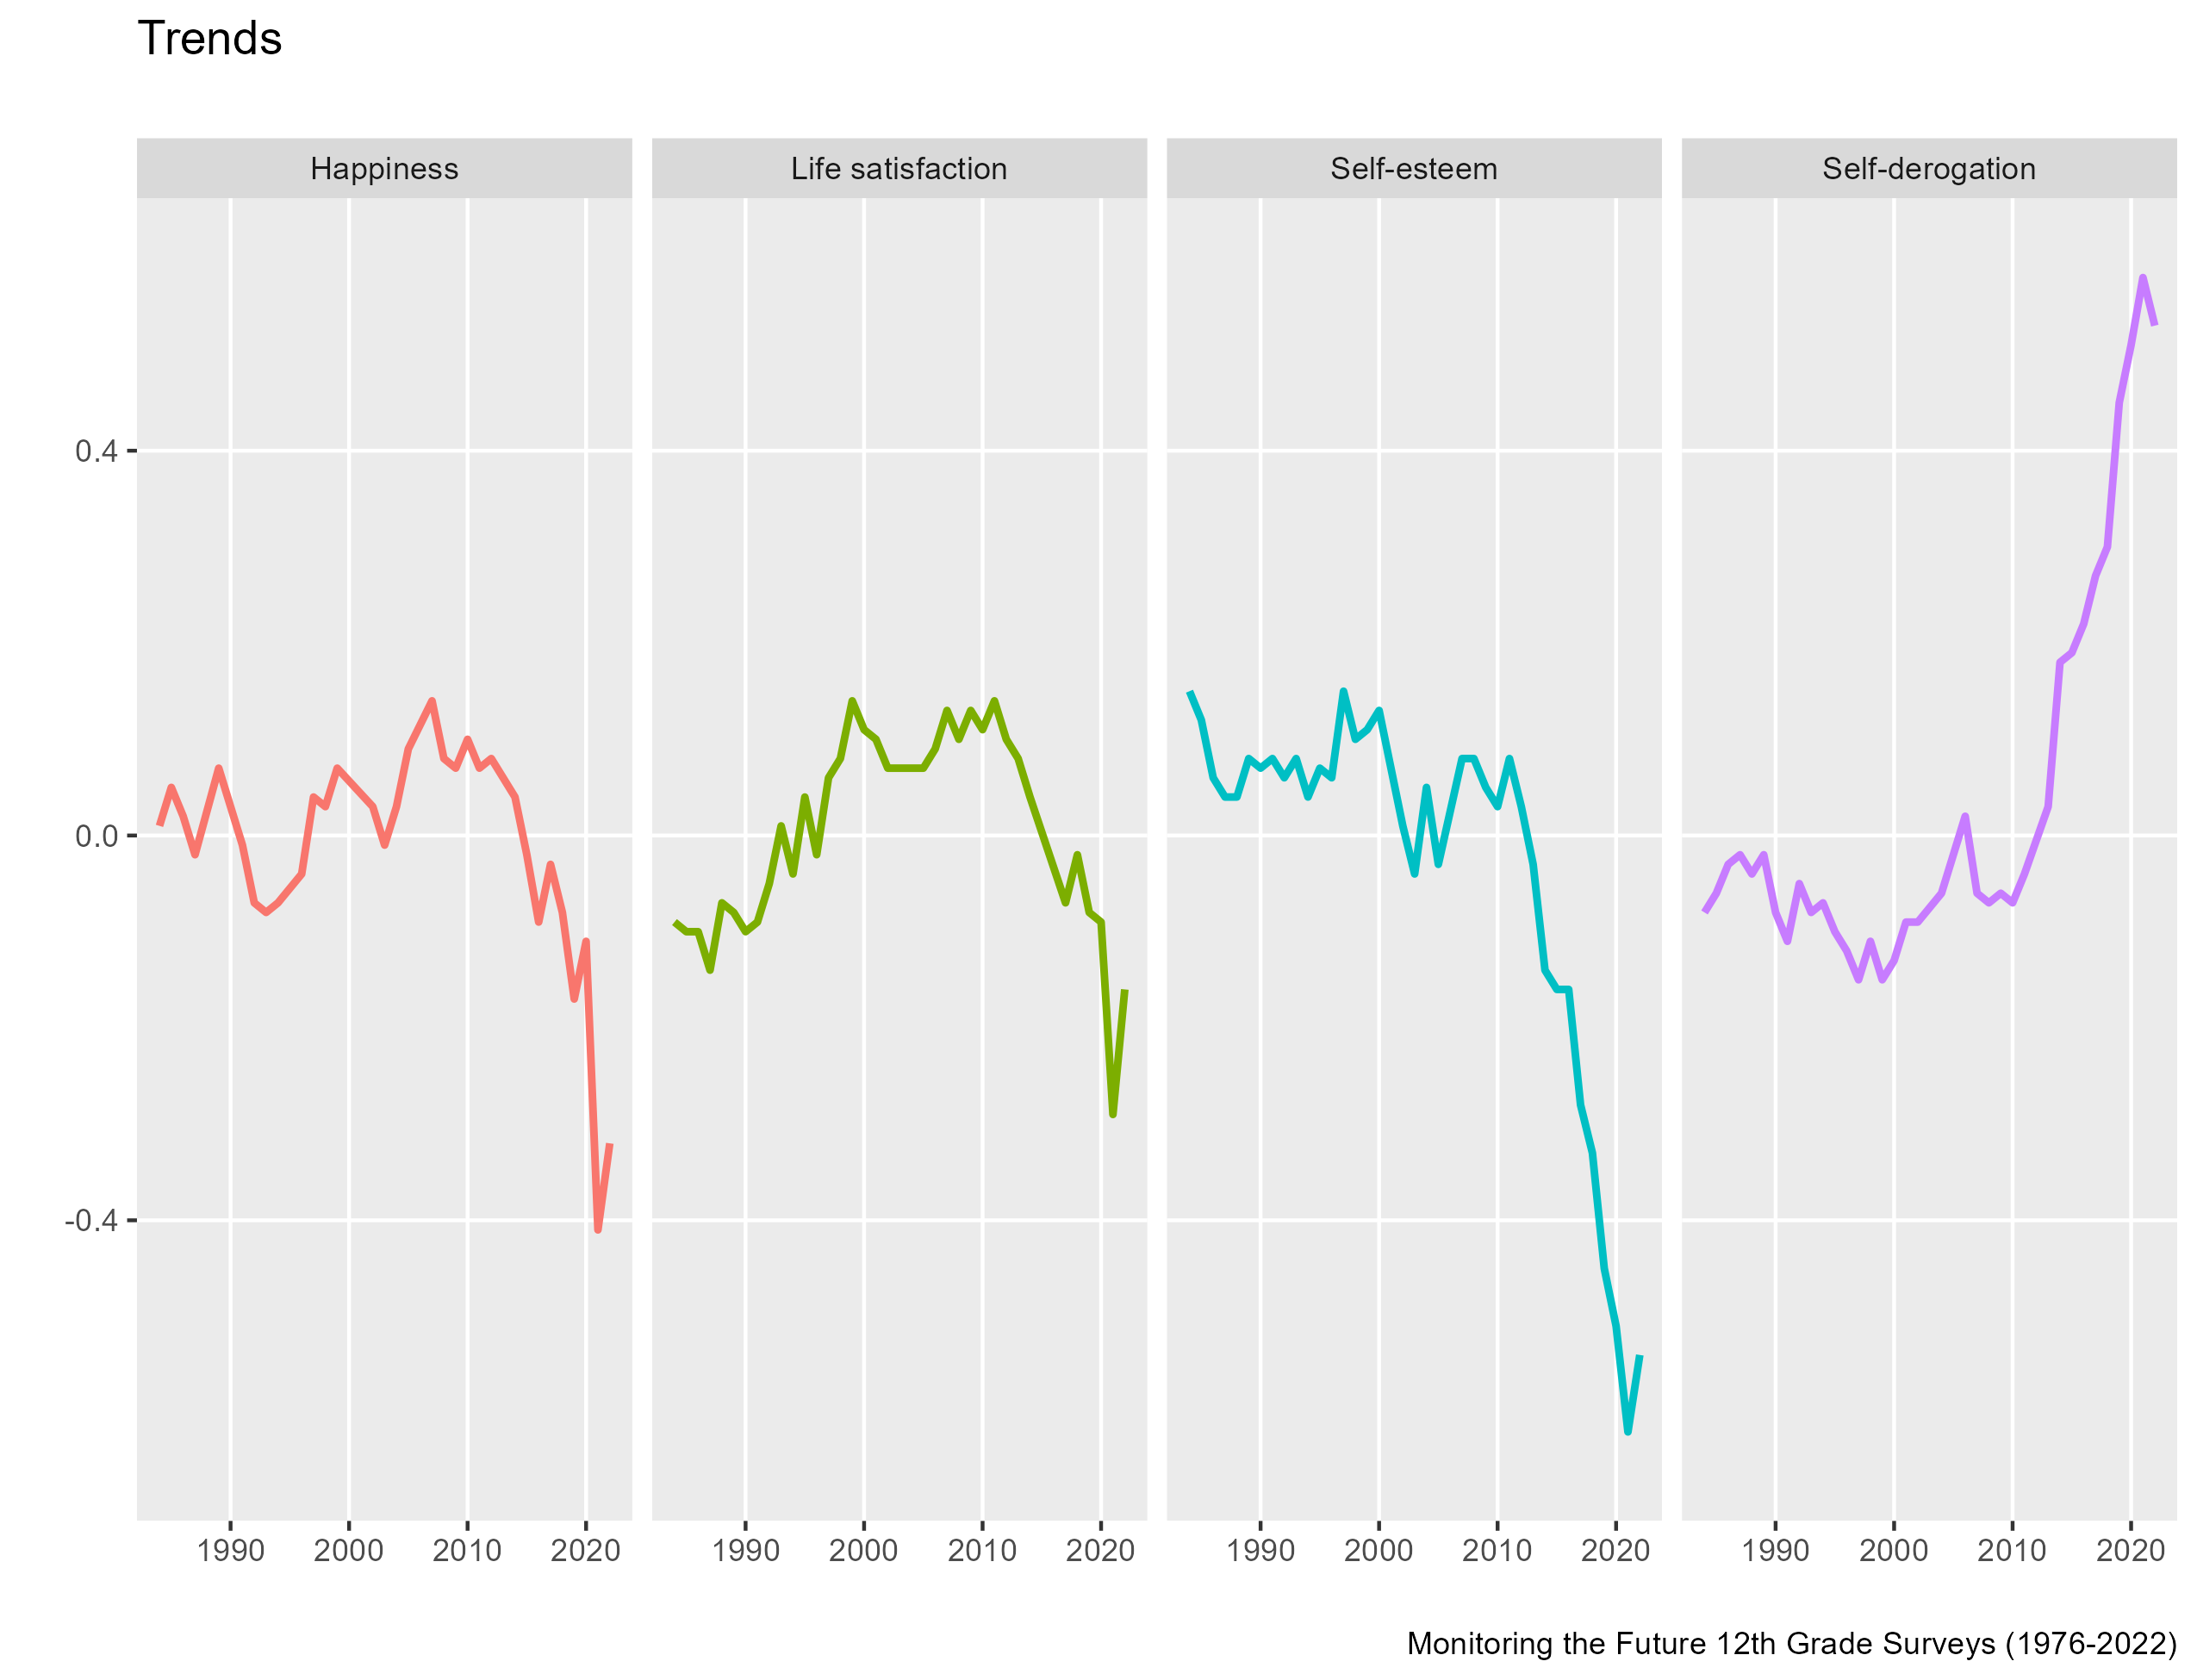 Trends
Happiness
Life satisfaction
Self-esteem
Self-derogation
0.4
0.0
-0.4
1990 2000 2010 2020
1990 2000 2010 2020
1990 2000 2010 2020
1990 2000 2010 2020
Monitoring the Future 12th Grade Surveys (1976-2022)